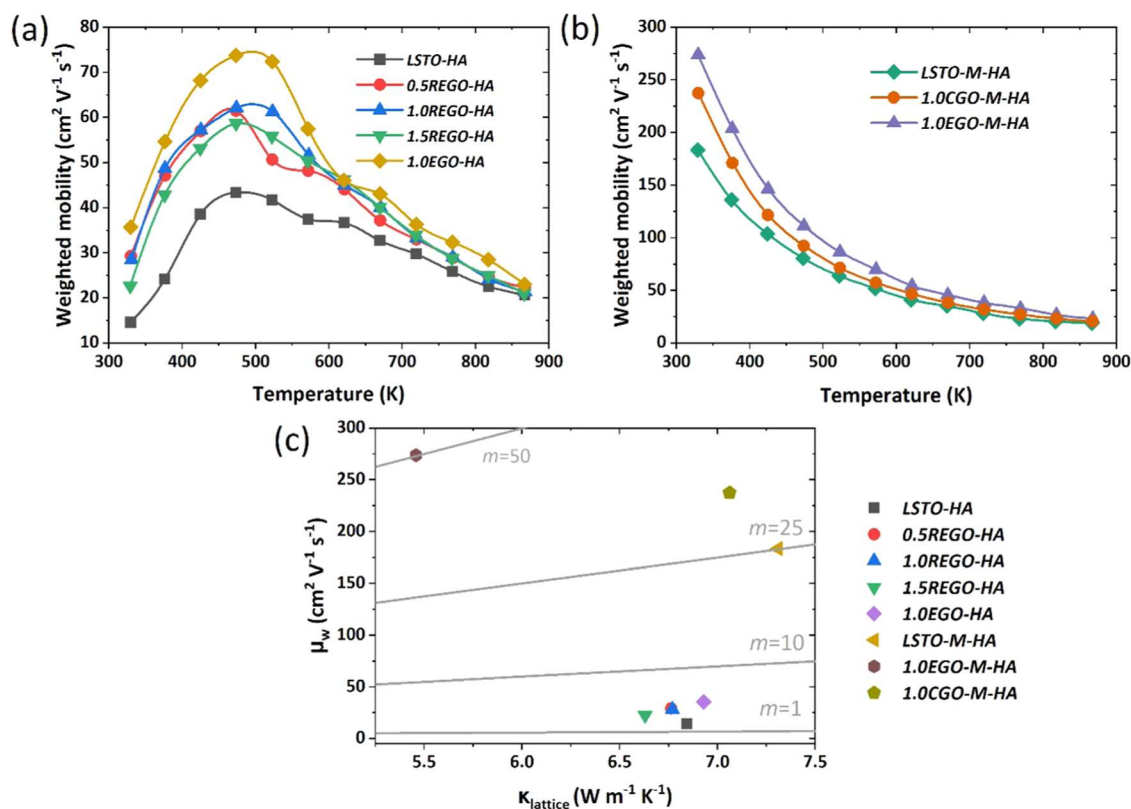 (a)
Weighted mobility (cm² V⁻¹ s⁻¹)
80
70
60
50
40
30
20
10
300 400 500 600 700 800 900
Temperature (K)
LSTO-HA
0.5REGO-HA
1.0REGO-HA
1.5REGO-HA
1.0EGO-HA
(b)
Weighted mobility (cm² V⁻¹ s⁻¹)
300
250
200
150
100
50
0
300 400 500 600 700 800 900
Temperature (K)
LSTO-M-HA
1.0CGO-M-HA
1.0EGO-M-HA
(c)
μw (cm² V⁻¹ s⁻¹)
300
250
200
150
100
50
0
5.5 6.0 6.5 7.0 7.5
κlattice (W m⁻¹ K⁻¹)
m=50
m=25
m=10
m=1
LSTO-HA
0.5REGO-HA
1.0REGO-HA
1.5REGO-HA
1.0EGO-HA
LSTO-M-HA
1.0EGO-M-HA
1.0CGO-M-HA